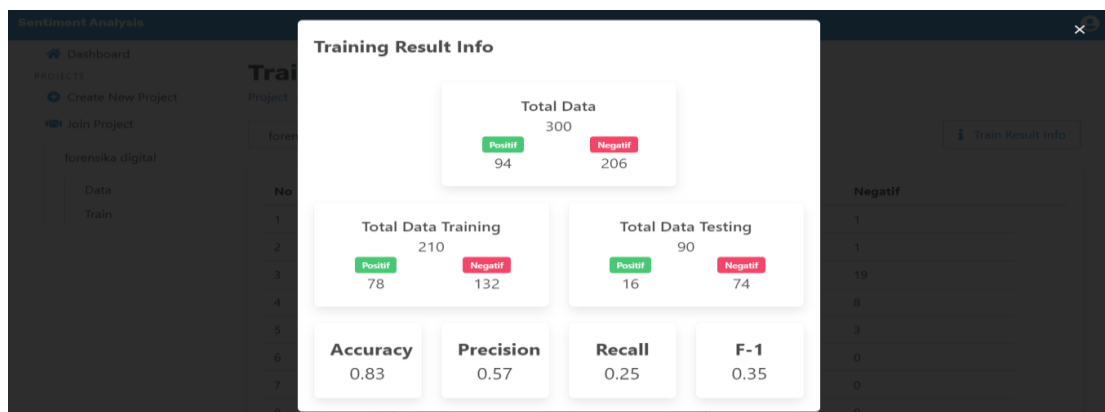 Sentiment Analysis
×
Dashboard
PROJECTS
Create New Project
Join Project
forensika digital
Data
Train
Trai
Project
foren
Train Result Info
No
Negatif
1
1
2
1
3
19
4
8
5
3
6
0
7
0
Training Result Info
Total Data
300
Positif
Negatif
94
206
Total Data Training
210
Positif
Negatif
78
132
Total Data Testing
90
Positif
Negatif
16
74
Accuracy
0.83
Precision
0.57
Recall
0.25
F-1
0.35